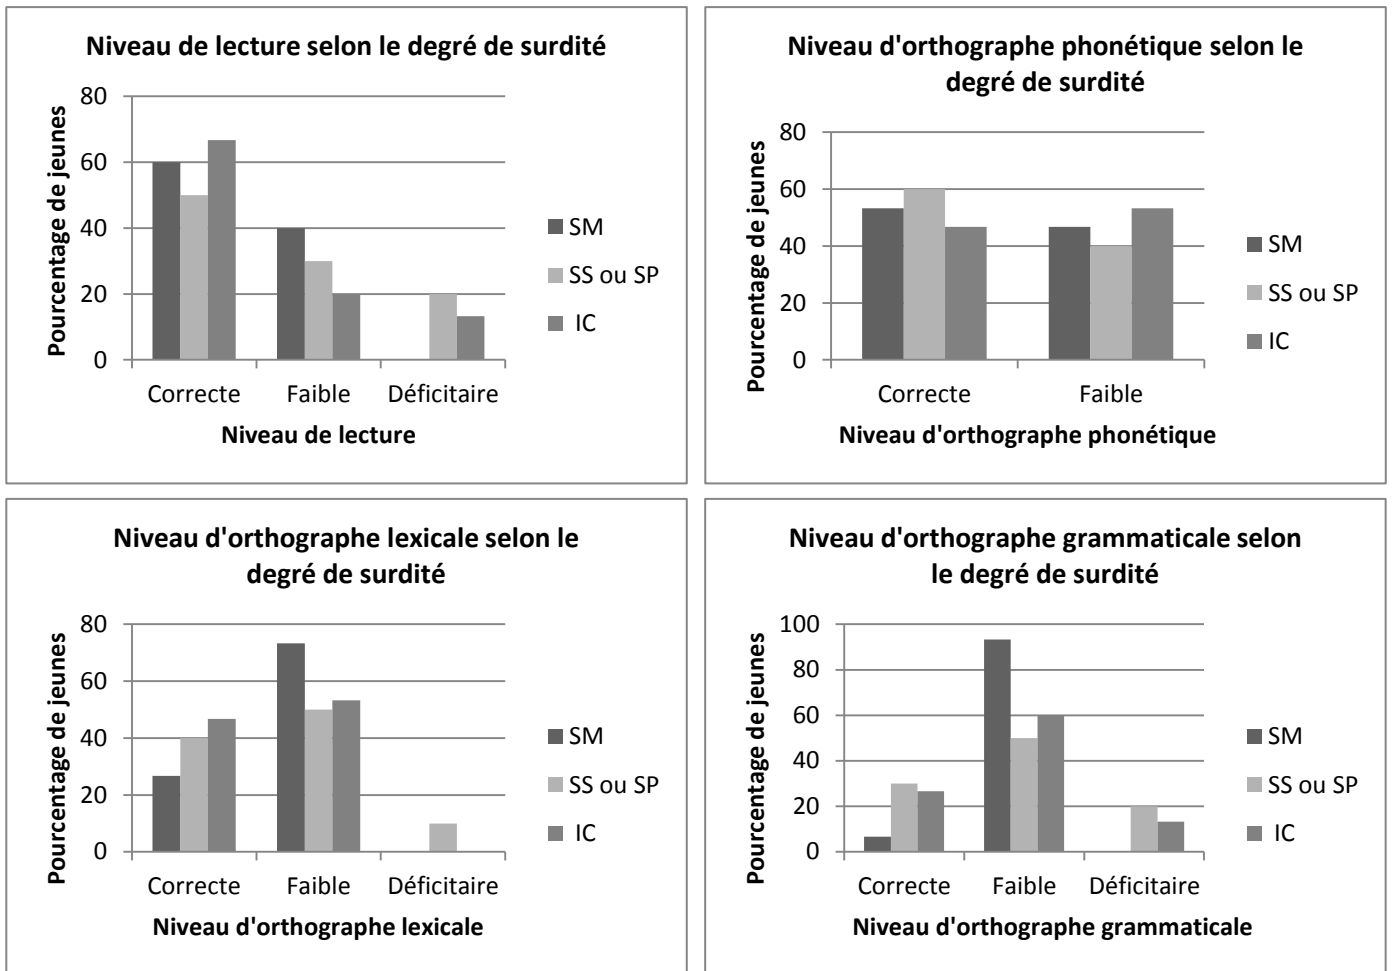 Niveau de lecture selon le degré de surdité
Pourcentage de jeunes
80
60
40
20
0
Correcte Faible Déficitaire
Niveau de lecture
SM
SS ou SP
IC
Niveau d'orthographe phonétique selon le
degré de surdité
Pourcentage de jeunes
80
60
40
20
0
Correcte Faible
Niveau d'orthographe phonétique
SM
SS ou SP
IC
Niveau d'orthographe lexicale selon le
degré de surdité
Pourcentage de jeunes
80
60
40
20
0
Correcte Faible Déficitaire
Niveau d'orthographe lexicale
SM
SS ou SP
IC
Niveau d'orthographe grammaticale selon
le degré de surdité
Pourcentage de jeunes
100
80
60
40
20
0
Correcte Faible Déficitaire
Niveau d'orthographe grammaticale
SM
SS ou SP
IC